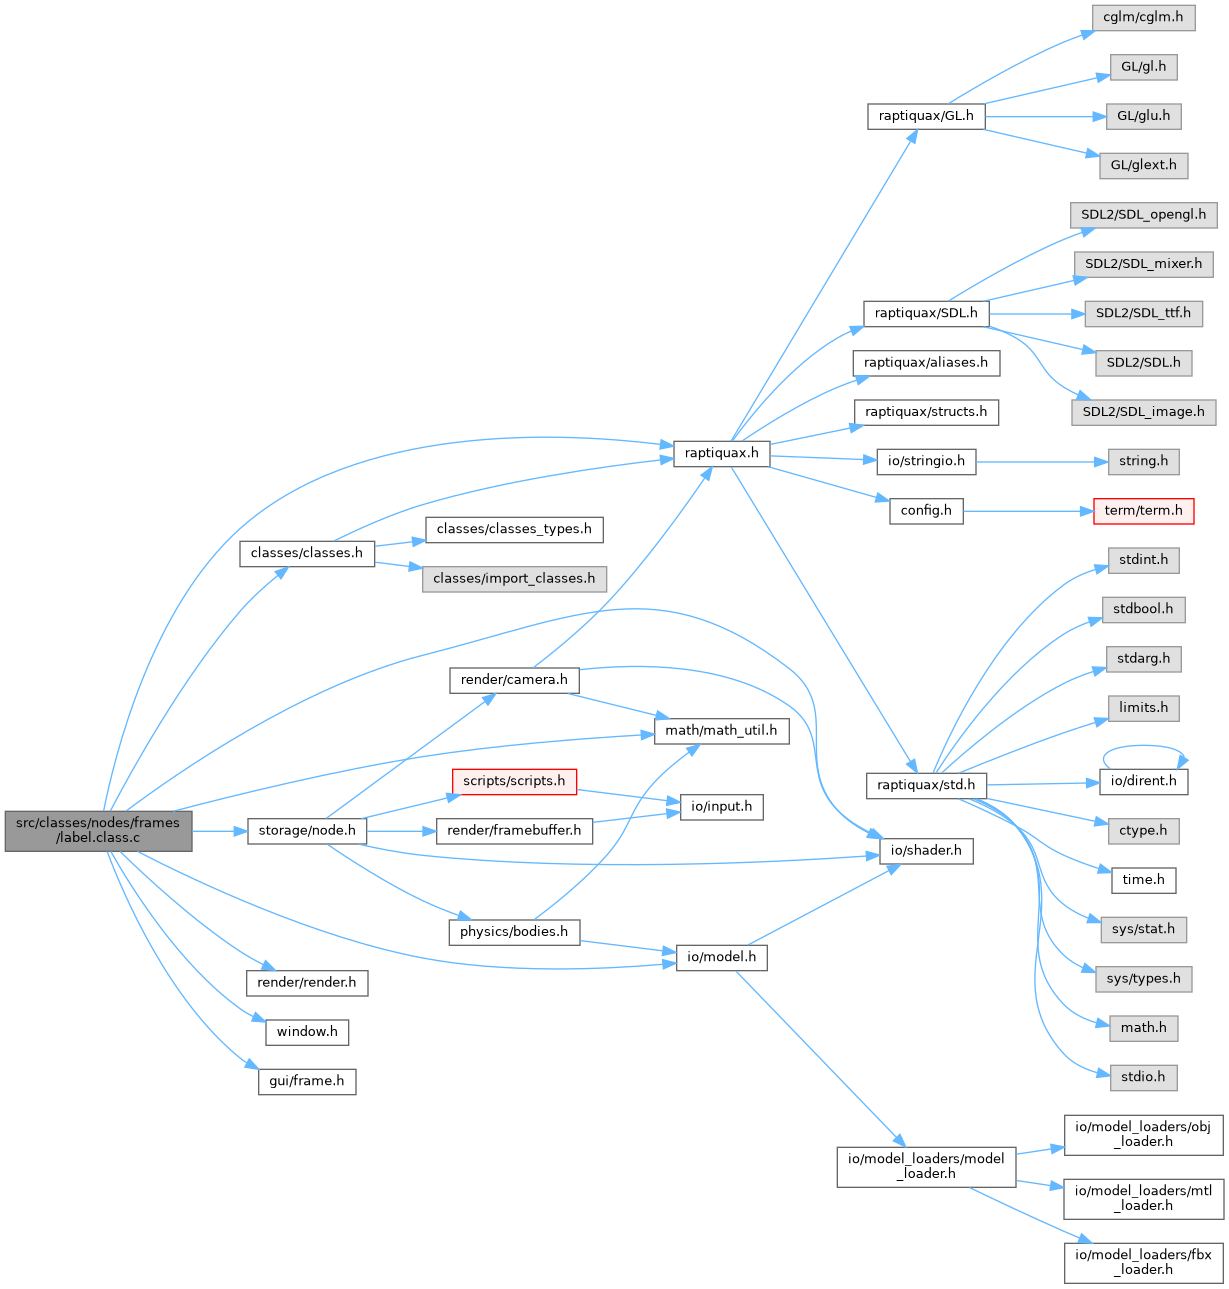 cglm/cglm.h
GL/gl.h
raptiquax/GL.h
GL/glu.h
GL/glext.h
SDL2/SDL_opengl.h
SDL2/SDL_mixer.h
raptiquax/SDL.h
SDL2/SDL_ttf.h
raptiquax/aliases.h
SDL2/SDL.h
raptiquax/structs.h
SDL2/SDL_image.h
raptiquax.h
io/stringio.h
string.h
config.h
term/term.h
classes/classes_types.h
classes/classes.h
classes/import_classes.h
stdint.h
stdbool.h
stdarg.h
render/camera.h
limits.h
math/math_util.h
scripts/scripts.h
raptiquax/std.h
io/dirent.h
io/input.h
src/classes/nodes/frames
/label.class.c
storage/node.h
render/framebuffer.h
ctype.h
io/shader.h
time.h
physics/bodies.h
sys/stat.h
io/model.h
render/render.h
sys/types.h
window.h
math.h
gui/frame.h
stdio.h
io/model_loaders/obj
_loader.h
io/model_loaders/model
_loader.h
io/model_loaders/mtl
_loader.h
io/model_loaders/fbx
_loader.h